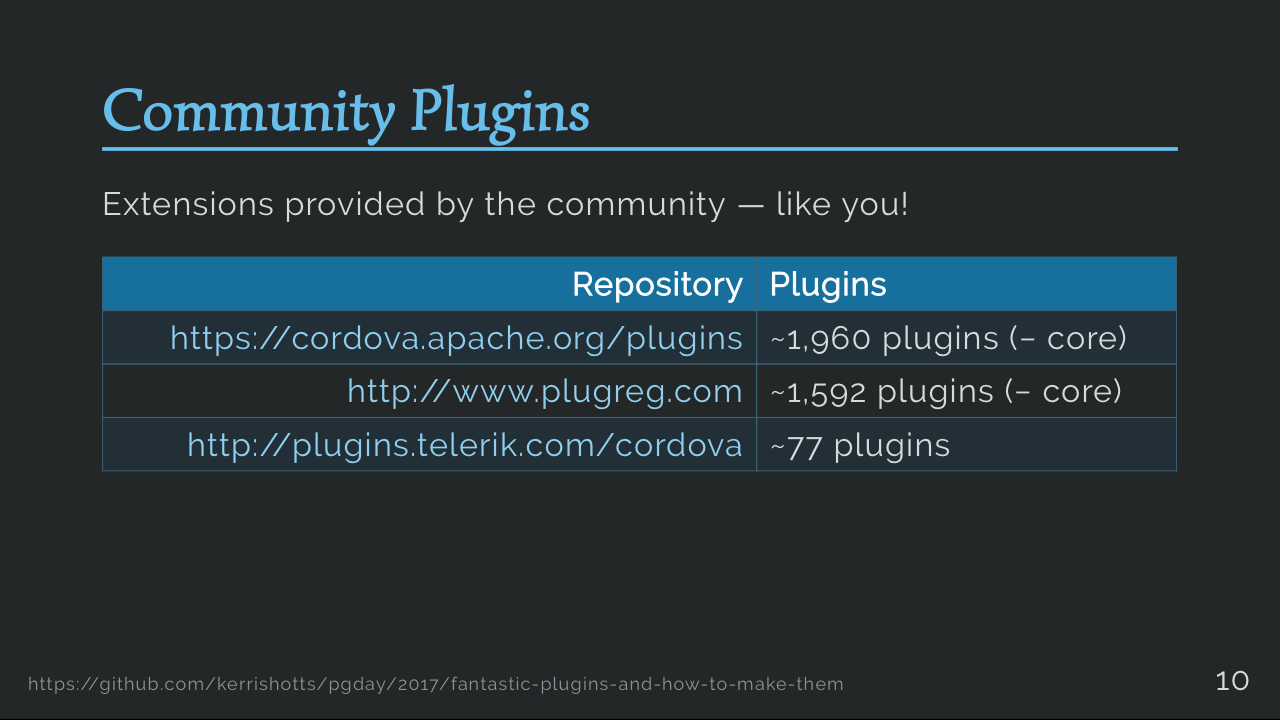 Community Plugins
Extensions provided by the community — like you!
Repository Plugins
https://cordova.apache.org/plugins ~1,960 plugins (– core)
http://www.plugreg.com ~1,592 plugins (– core)
http://plugins.telerik.com/cordova ~77 plugins
https://github.com/kerrishotts/pgday/2017/fantastic-plugins-and-how-to-make-them 10